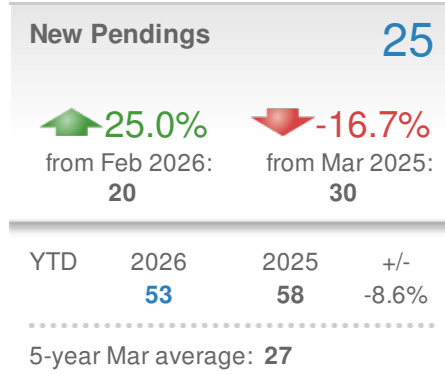 New Pendings 25
25.0% -16.7%
from Feb 2026: from Mar 2025:
20 30
YTD 2026 2025 +/-
53 58 -8.6%
5-year Mar average: 27